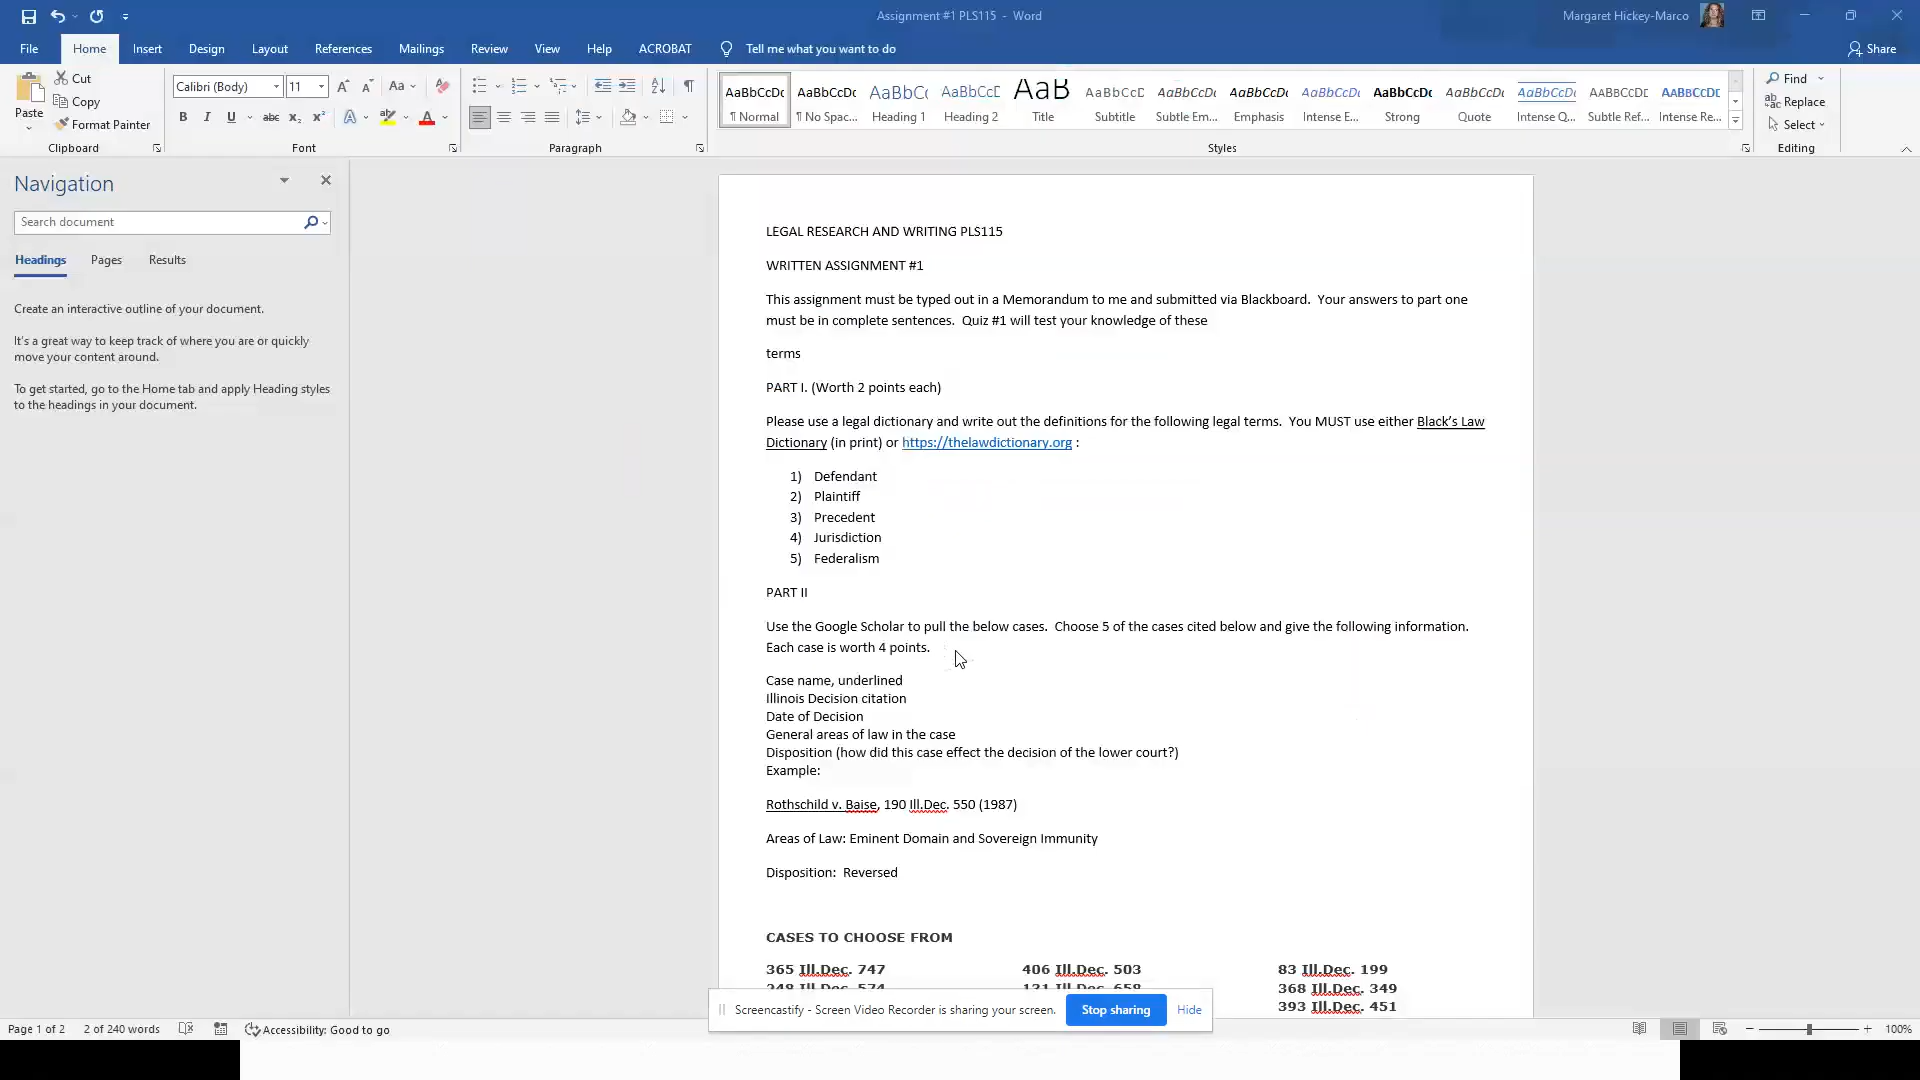 Assignment #1 PLS115 - Word
Margaret Hickey-Marco
File Home Insert Design Layout References Mailings Review View Help ACROBAT Tell me what you want to do Share
Paste
Cut
Copy
Format Painter
Clipboard
Calibri (Body) 11
Font
Paragraph
AaBbCcDc AaBbCcDc AaBbCc AaBbCcD AaB AaBbCcD AaBbCcDc AaBbCcDc AaBbCcDc AaBbCcDc AaBbCcDc AaBbCcDc AABBCCDE AABBCCDE
¶ Normal ¶ No Spac... Heading 1 Heading 2 Title Subtitle Subtle Em... Emphasis Intense E... Strong Quote Intense Q... Subtle Ref... Intense Re...
Styles
Find
Replace
Select
Editing
Navigation
Search document
Headings Pages Results
Create an interactive outline of your document.
It's a great way to keep track of where you are or quickly
move your content around.
To get started, go to the Home tab and apply Heading styles
to the headings in your document.
LEGAL RESEARCH AND WRITING PLS115
WRITTEN ASSIGNMENT #1
This assignment must be typed out in a Memorandum to me and submitted via Blackboard. Your answers to part one
must be in complete sentences. Quiz #1 will test your knowledge of these
terms
PART I. (Worth 2 points each)
Please use a legal dictionary and write out the definitions for the following legal terms. You MUST use either Black’s Law
Dictionary (in print) or https://thelawdictionary.org :
1) Defendant
2) Plaintiff
3) Precedent
4) Jurisdiction
5) Federalism
PART II
Use the Google Scholar to pull the below cases. Choose 5 of the cases cited below and give the following information.
Each case is worth 4 points.
Case name, underlined
Illinois Decision citation
Date of Decision
General areas of law in the case
Disposition (how did this case effect the decision of the lower court?)
Example:
Rothschild v. Baise, 190 Ill.Dec. 550 (1987)
Areas of Law: Eminent Domain and Sovereign Immunity
Disposition: Reversed
CASES TO CHOOSE FROM
365 Ill.Dec. 747 406 Ill.Dec. 503 83 Ill.Dec. 199
248 Ill.Dec. 574 131 Ill.Dec. 658 368 Ill.Dec. 349
393 Ill.Dec. 451
Screencastify - Screen Video Recorder is sharing your screen. Stop sharing Hide
Page 1 of 2 2 of 240 words Accessibility: Good to go 100%